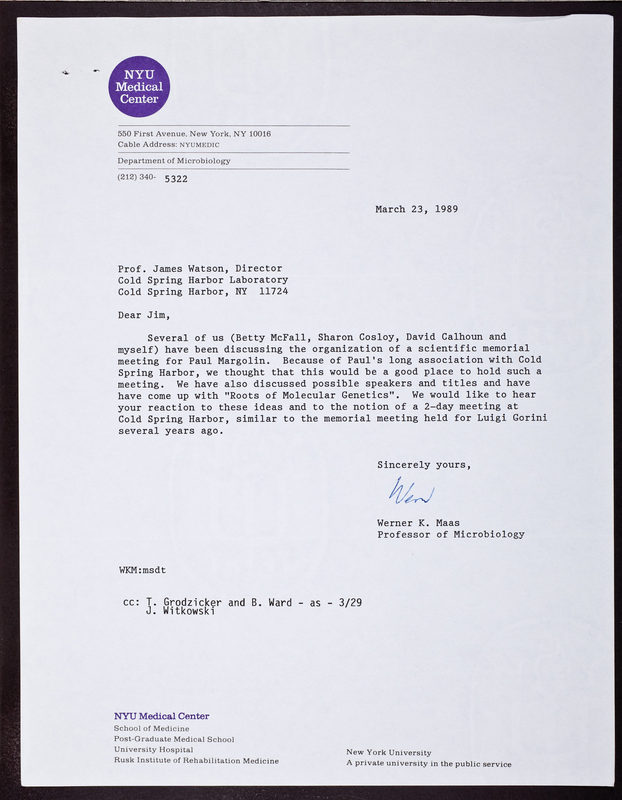 NYU
Medical
Center
550 First Avenue, New York, NY 10016
Cable Address: NYUMEDIC
Department of Microbiology
(212) 340- 5322
March 23, 1989
Prof. James Watson, Director
Cold Spring Harbor Laboratory
Cold Spring Harbor, NY 11724
Dear Jim,
Several of us (Betty McFall, Sharon Cosloy, David Calhoun and
myself) have been discussing the organization of a scientific memorial
meeting for Paul Margolin. Because of Paul's long association with Cold
Spring Harbor, we thought that this would be a good place to hold such a
meeting. We have also discussed possible speakers and titles and have
have come up with "Roots of Molecular Genetics". We would like to hear
your reaction to these ideas and to the notion of a 2-day meeting at
Cold Spring Harbor, similar to the memorial meeting held for Luigi Gorini
several years ago.
Sincerely yours,
Wern
Werner K. Maas
Professor of Microbiology
WKM:msdt
cc: T. Grodzicker and B. Ward - as - 3/29
J. Witkowski
NYU Medical Center
School of Medicine
Post-Graduate Medical School
University Hospital
Rusk Institute of Rehabilitation Medicine
New York University
A private university in the public service